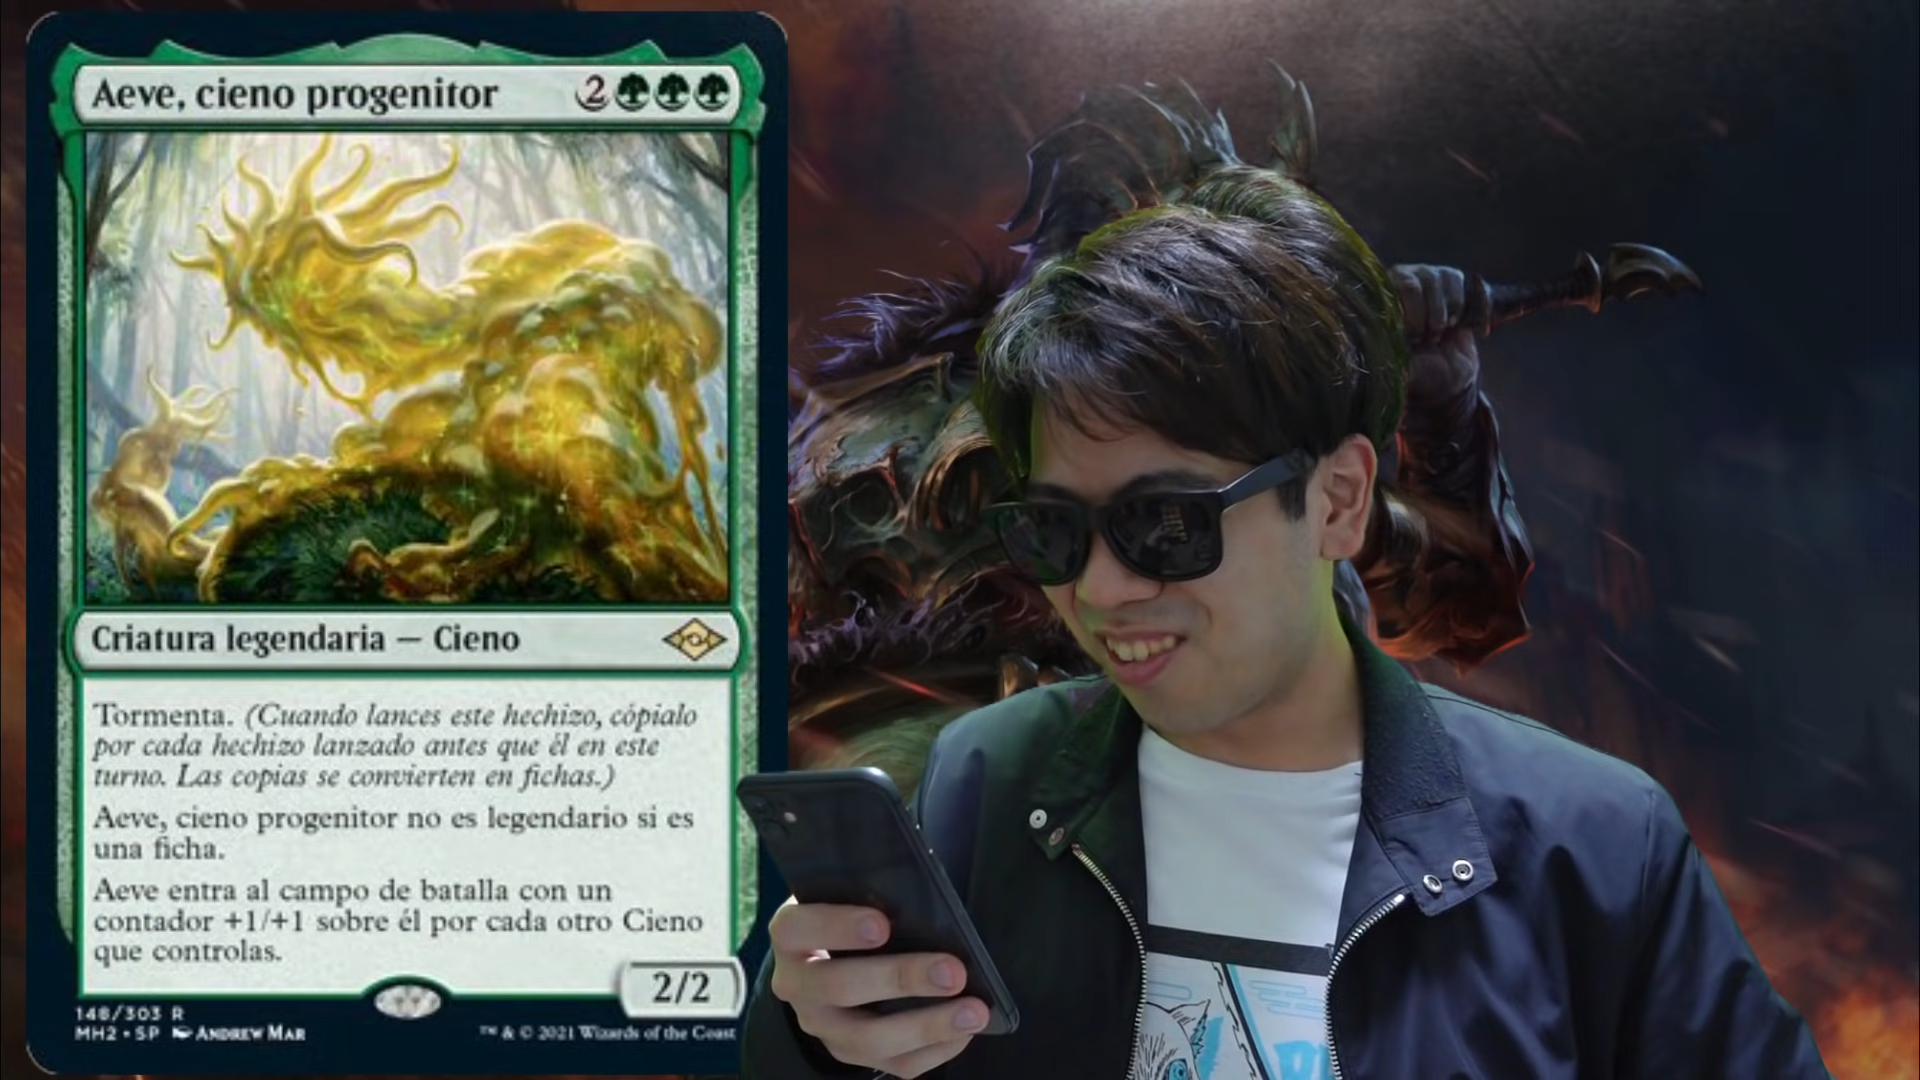 Aeve, cieno progenitor 2
Criatura legendaria — Cieno
Tormenta. (Cuando lances este hechizo, cópialo
por cada hechizo lanzado antes que él en este
turno. Las copias se convierten en fichas.)
Aeve, cieno progenitor no es legendario si es
una ficha.
Aeve entra al campo de batalla con un
contador +1/+1 sobre él por cada otro Cieno
que controlas.
2/2
148/303 R
MH2 • SP Andrew Mar
™ & © 2021 Wizards of the Coast